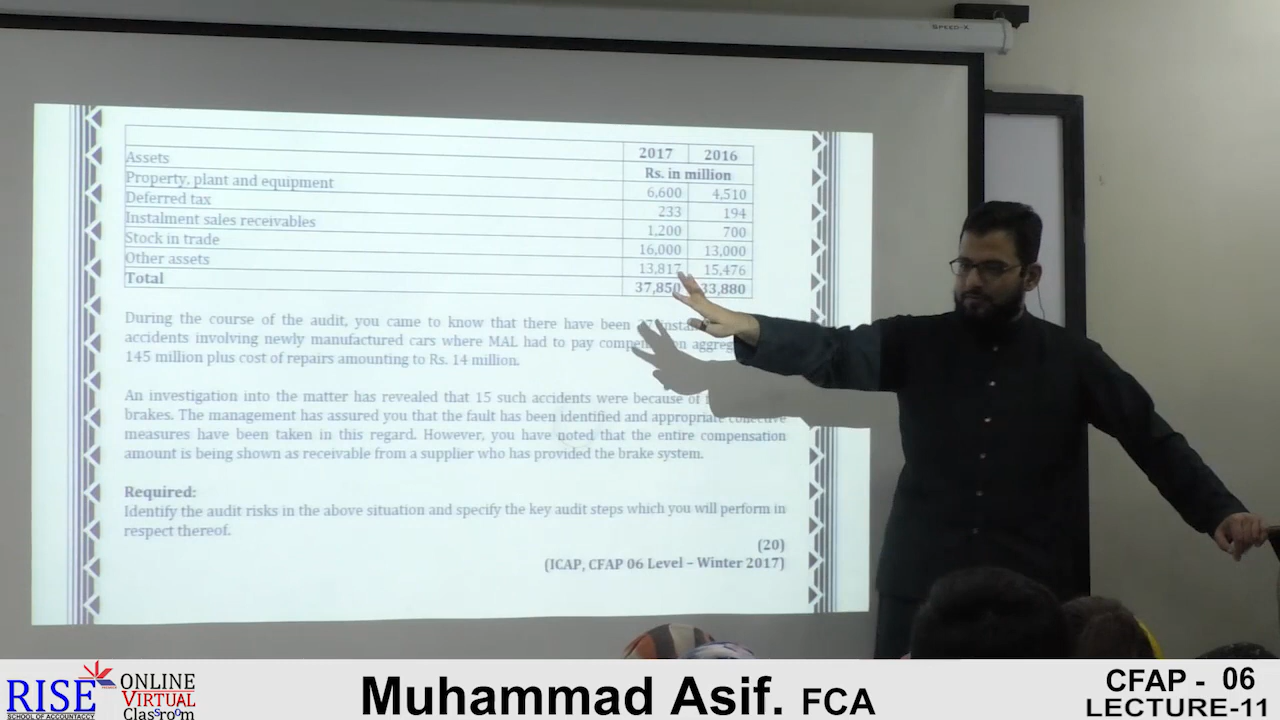 SPEED-X
2017 2016
Assets Rs. in million
Property, plant and equipment 6,600 4,510
Deferred tax 233 194
Instalment sales receivables 1,200 700
Stock in trade 16,000 13,000
Other assets 13,817 15,476
Total 37,850 33,880
During the course of the audit, you came to know that there have been
accidents involving newly manufactured cars where MAL had to pay
145 million plus cost of repairs amounting to Rs. 14 million.
An investigation into the matter has revealed that 15 such accidents were because of
brakes. The management has assured you that the fault has been identified and appropriate
measures have been taken in this regard. However, you have noted that the entire compensation
amount is being shown as receivable from a supplier who has provided the brake system.
Required:
Identify the audit risks in the above situation and specify the key audit steps which you will perform in
respect thereof.
(20)
(ICAP, CFAP 06 Level – Winter 2017)
RISE
SCHOOL OF ACCOUNTACY
ONLINE
VIRTUAL
Classroom
Muhammad Asif. FCA
CFAP - 06
LECTURE-11